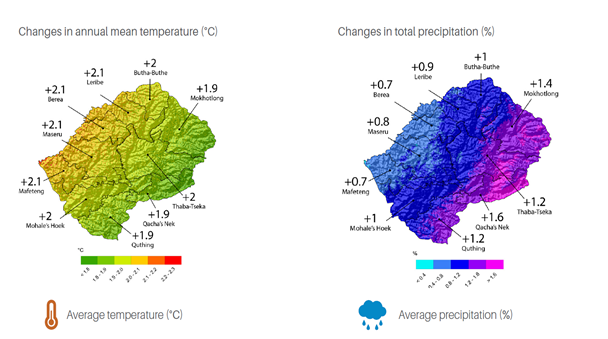 Changes in annual mean temperature (°C)
+2
Butha-Buthe
+2.1
Leribe
+1.9
Mokhotlong
+2.1
Berea
+2.1
Maseru
+2.1
Mafeteng
+2
Thaba-Tseka
+2
Mohale's Hoek
+1.9
Qacha's Nek
+1.9
Quthing
°C
< 1.8
1.8 - 1.9
1.9 - 2.0
2.0 - 2.1
2.1 - 2.2
2.2 - 2.3
Average temperature (°C)
Changes in total precipitation (%)
+1
Butha-Buthe
+0.9
Leribe
+1.4
Mokhotlong
+0.7
Berea
+0.8
Maseru
+0.7
Mafeteng
+1.2
Thaba-Tseka
+1
Mohale's Hoek
+1.6
Qacha's Nek
+1.2
Quthing
%
< 0.4
0.4 - 0.8
0.8 - 1.2
1.2 - 1.6
> 1.6
Average precipitation (%)